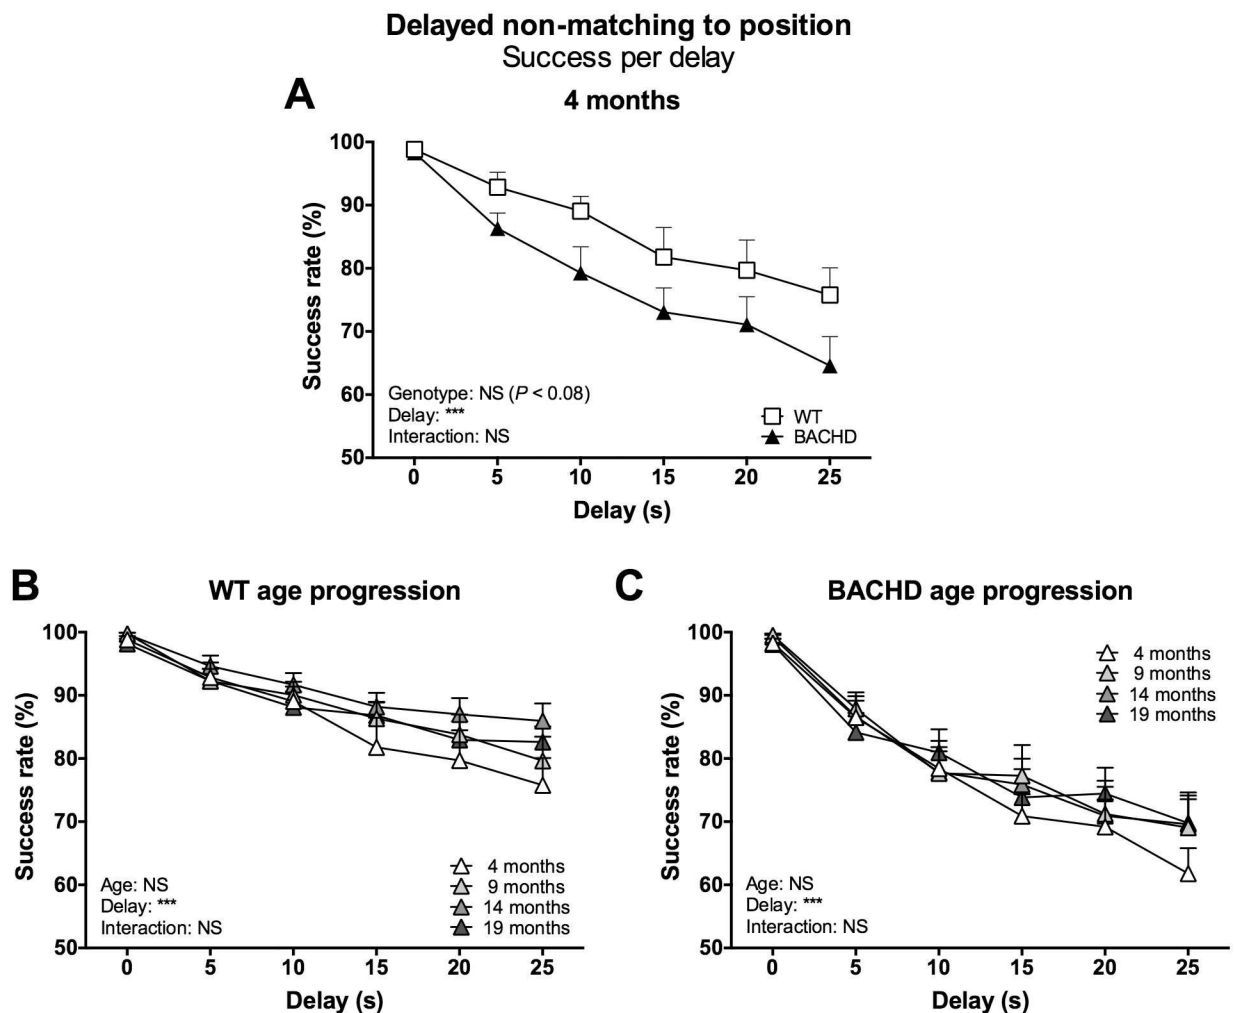 Delayed non-matching to position
Success per delay
A
4 months
100
90
80
70
60
50
Success rate (%)
Genotype: NS (P < 0.08)
Delay: ***
Interaction: NS
WT
BACHD
0 5 10 15 20 25
Delay (s)
B
WT age progression
100
90
80
70
60
50
Success rate (%)
Age: NS
Delay: ***
Interaction: NS
4 months
9 months
14 months
19 months
0 5 10 15 20 25
Delay (s)
C
BACHD age progression
100
90
80
70
60
50
Success rate (%)
4 months
9 months
14 months
19 months
Age: NS
Delay: ***
Interaction: NS
0 5 10 15 20 25
Delay (s)